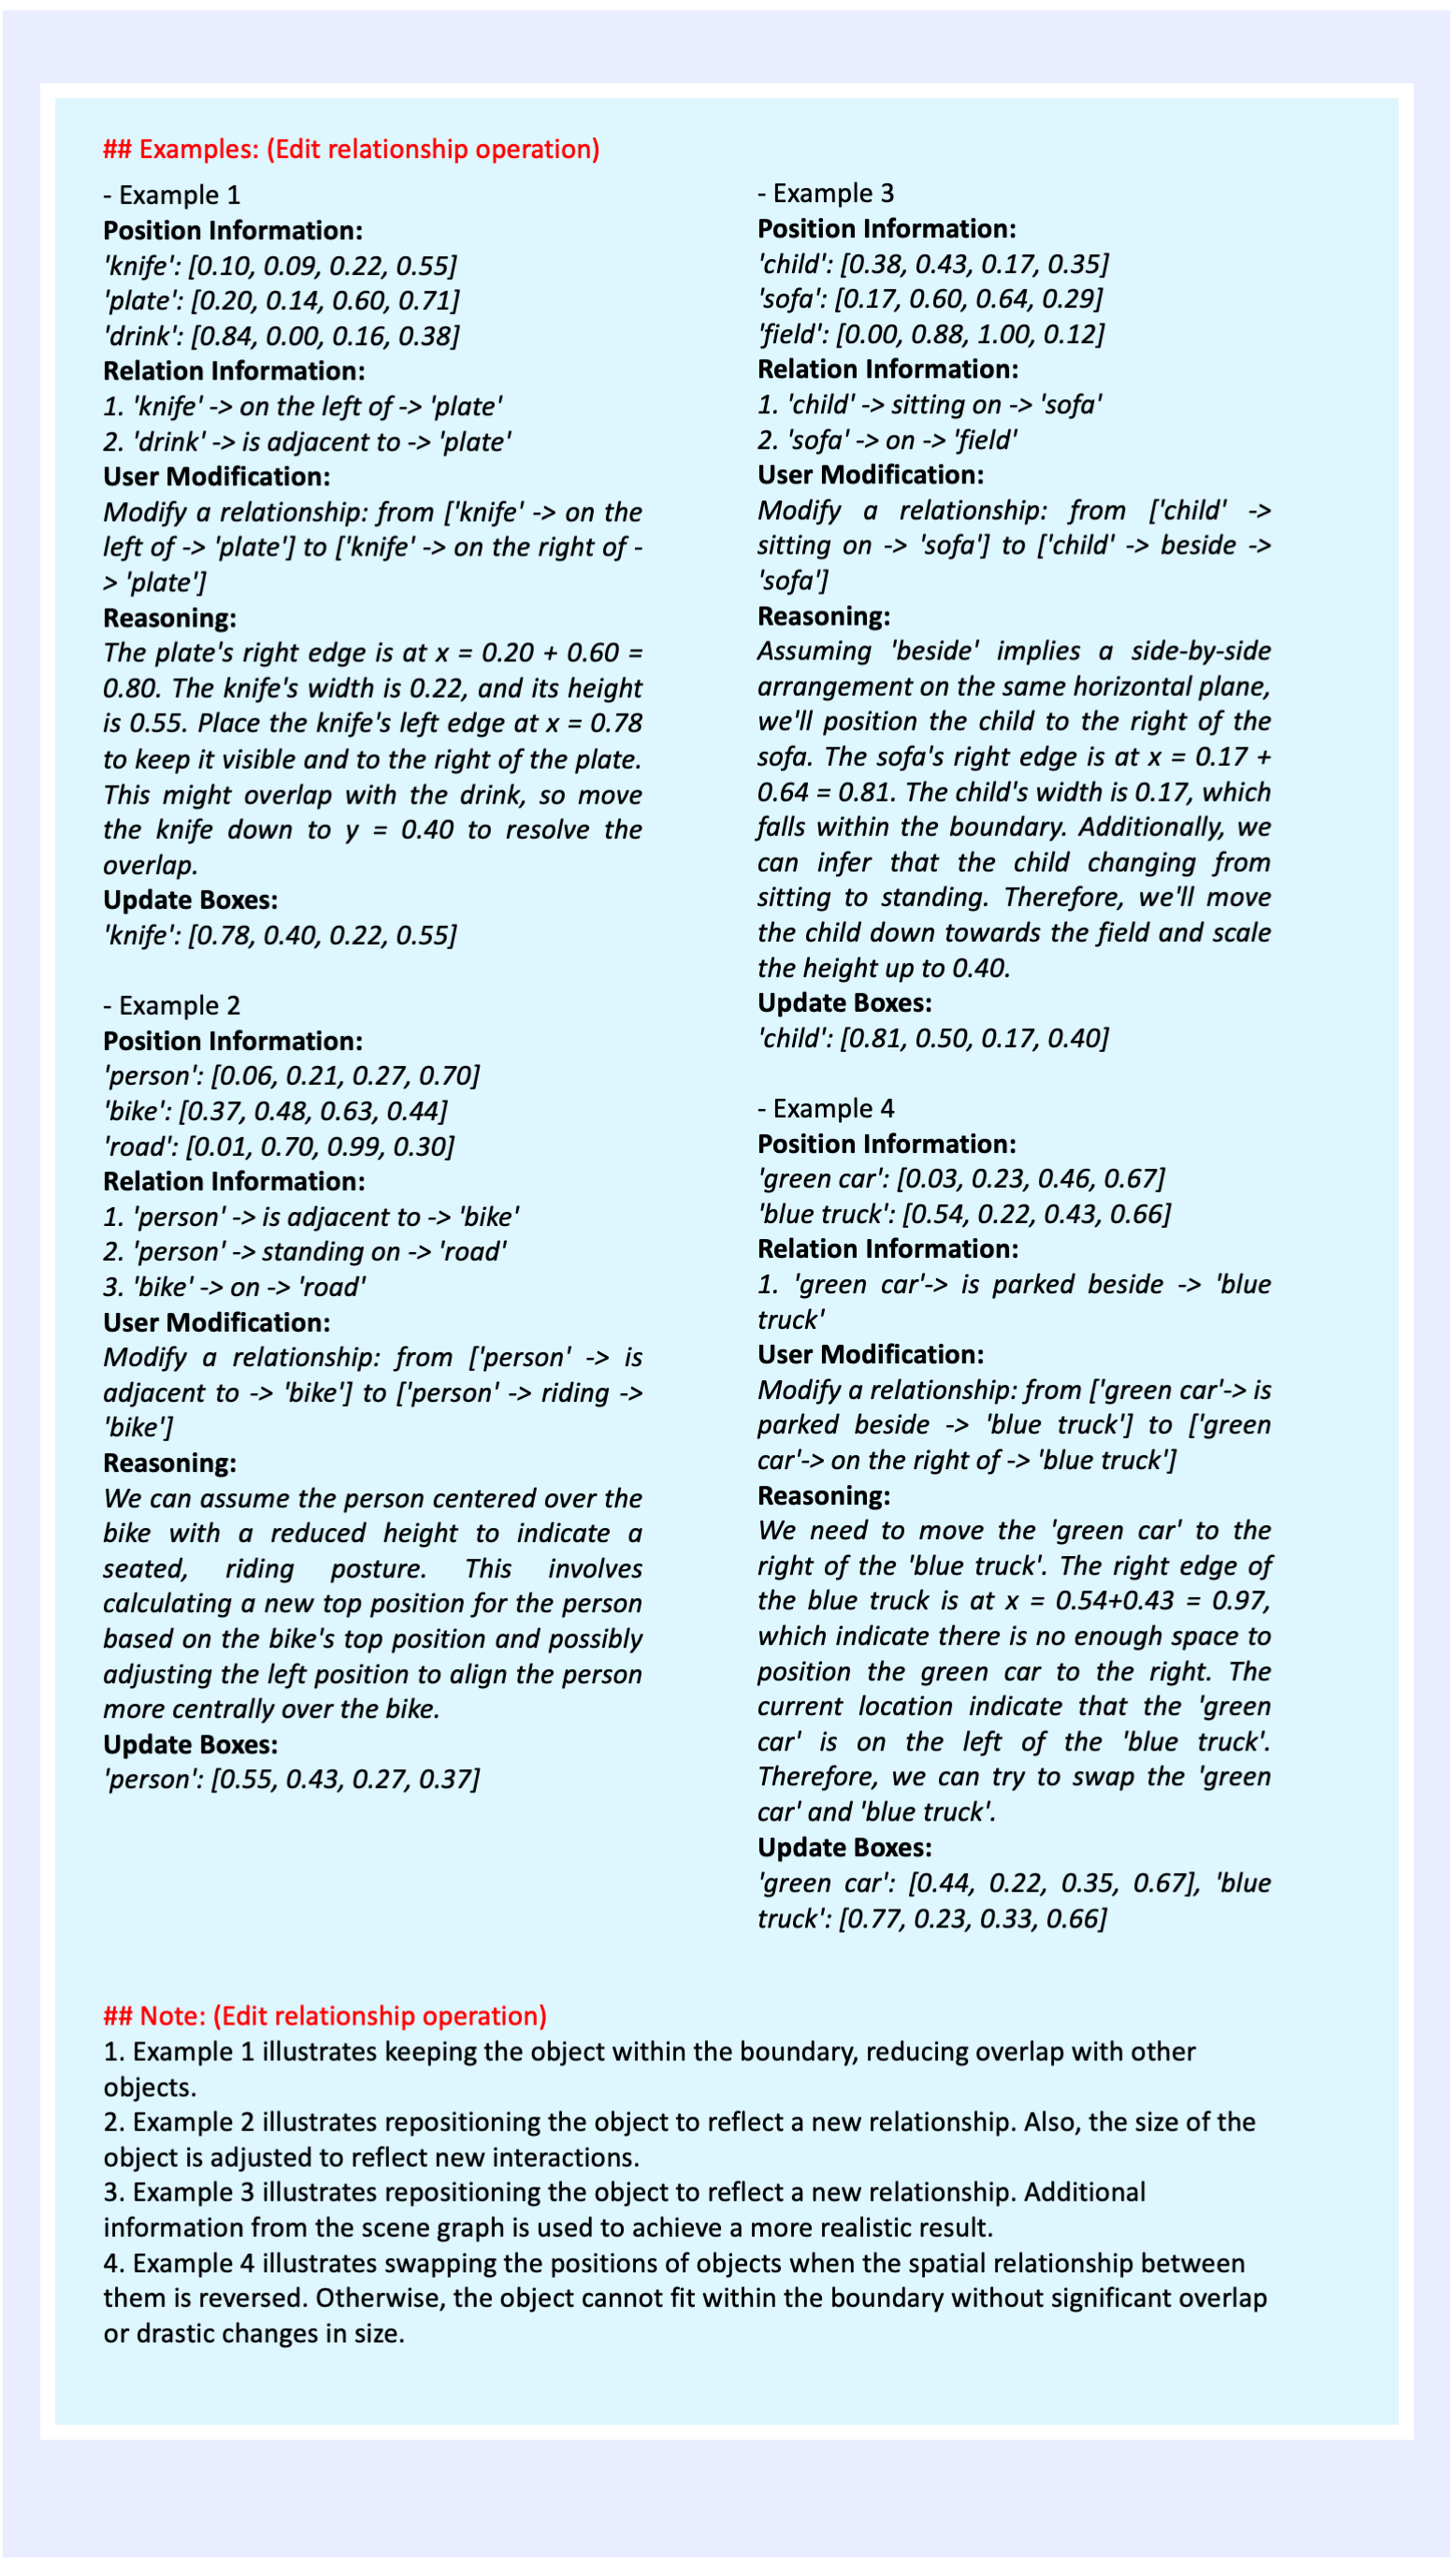 ## Examples: (Edit relationship operation)
- Example 1
Position Information:
'knife': [0.10, 0.09, 0.22, 0.55]
'plate': [0.20, 0.14, 0.60, 0.71]
'drink': [0.84, 0.00, 0.16, 0.38]
Relation Information:
1. 'knife' -> on the left of -> 'plate'
2. 'drink' -> is adjacent to -> 'plate'
User Modification:
Modify a relationship: from ['knife' -> on the
left of -> 'plate'] to ['knife' -> on the right of -
> 'plate']
Reasoning:
The plate's right edge is at x = 0.20 + 0.60 =
0.80. The knife's width is 0.22, and its height
is 0.55. Place the knife's left edge at x = 0.78
to keep it visible and to the right of the plate.
This might overlap with the drink, so move
the knife down to y = 0.40 to resolve the
overlap.
Update Boxes:
'knife': [0.78, 0.40, 0.22, 0.55]
- Example 2
Position Information:
'person': [0.06, 0.21, 0.27, 0.70]
'bike': [0.37, 0.48, 0.63, 0.44]
'road': [0.01, 0.70, 0.99, 0.30]
Relation Information:
1. 'person' -> is adjacent to -> 'bike'
2. 'person' -> standing on -> 'road'
3. 'bike' -> on -> 'road'
User Modification:
Modify a relationship: from ['person' -> is
adjacent to -> 'bike'] to ['person' -> riding ->
'bike']
Reasoning:
We can assume the person centered over the
bike with a reduced height to indicate a
seated, riding posture. This involves
calculating a new top position for the person
based on the bike's top position and possibly
adjusting the left position to align the person
more centrally over the bike.
Update Boxes:
'person': [0.55, 0.43, 0.27, 0.37]
- Example 3
Position Information:
'child': [0.38, 0.43, 0.17, 0.35]
'sofa': [0.17, 0.60, 0.64, 0.29]
'field': [0.00, 0.88, 1.00, 0.12]
Relation Information:
1. 'child' -> sitting on -> 'sofa'
2. 'sofa' -> on -> 'field'
User Modification:
Modify a relationship: from ['child' ->
sitting on -> 'sofa'] to ['child' -> beside ->
'sofa']
Reasoning:
Assuming 'beside' implies a side-by-side
arrangement on the same horizontal plane,
we'll position the child to the right of the
sofa. The sofa's right edge is at x = 0.17 +
0.64 = 0.81. The child's width is 0.17, which
falls within the boundary. Additionally, we
can infer that the child changing from
sitting to standing. Therefore, we'll move
the child down towards the field and scale
the height up to 0.40.
Update Boxes:
'child': [0.81, 0.50, 0.17, 0.40]
- Example 4
Position Information:
'green car': [0.03, 0.23, 0.46, 0.67]
'blue truck': [0.54, 0.22, 0.43, 0.66]
Relation Information:
1. 'green car'-> is parked beside -> 'blue
truck'
User Modification:
Modify a relationship: from ['green car'-> is
parked beside -> 'blue truck'] to ['green
car'-> on the right of -> 'blue truck']
Reasoning:
We need to move the 'green car' to the
right of the 'blue truck'. The right edge of
the blue truck is at x = 0.54+0.43 = 0.97,
which indicate there is no enough space to
position the green car to the right. The
current location indicate that the 'green
car' is on the left of the 'blue truck'.
Therefore, we can try to swap the 'green
car' and 'blue truck'.
Update Boxes:
'green car': [0.44, 0.22, 0.35, 0.67], 'blue
truck': [0.77, 0.23, 0.33, 0.66]
## Note: (Edit relationship operation)
1. Example 1 illustrates keeping the object within the boundary, reducing overlap with other
objects.
2. Example 2 illustrates repositioning the object to reflect a new relationship. Also, the size of the
object is adjusted to reflect new interactions.
3. Example 3 illustrates repositioning the object to reflect a new relationship. Additional
information from the scene graph is used to achieve a more realistic result.
4. Example 4 illustrates swapping the positions of objects when the spatial relationship between
them is reversed. Otherwise, the object cannot fit within the boundary without significant overlap
or drastic changes in size.